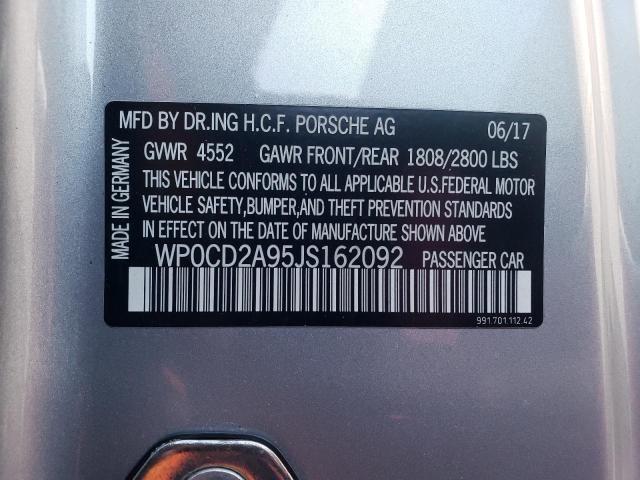 MFD BY DR.ING H.C.F. PORSCHE AG 06/17
GVWR 4552 GAWR FRONT/REAR 1808/2800 LBS
THIS VEHICLE CONFORMS TO ALL APPLICABLE U.S.FEDERAL MOTOR
VEHICLE SAFETY,BUMPER,AND THEFT PREVENTION STANDARDS
IN EFFECT ON THE DATE OF MANUFACTURE SHOWN ABOVE
WP0CD2A95JS162092 PASSENGER CAR
MADE IN GERMANY
991.701.112.42